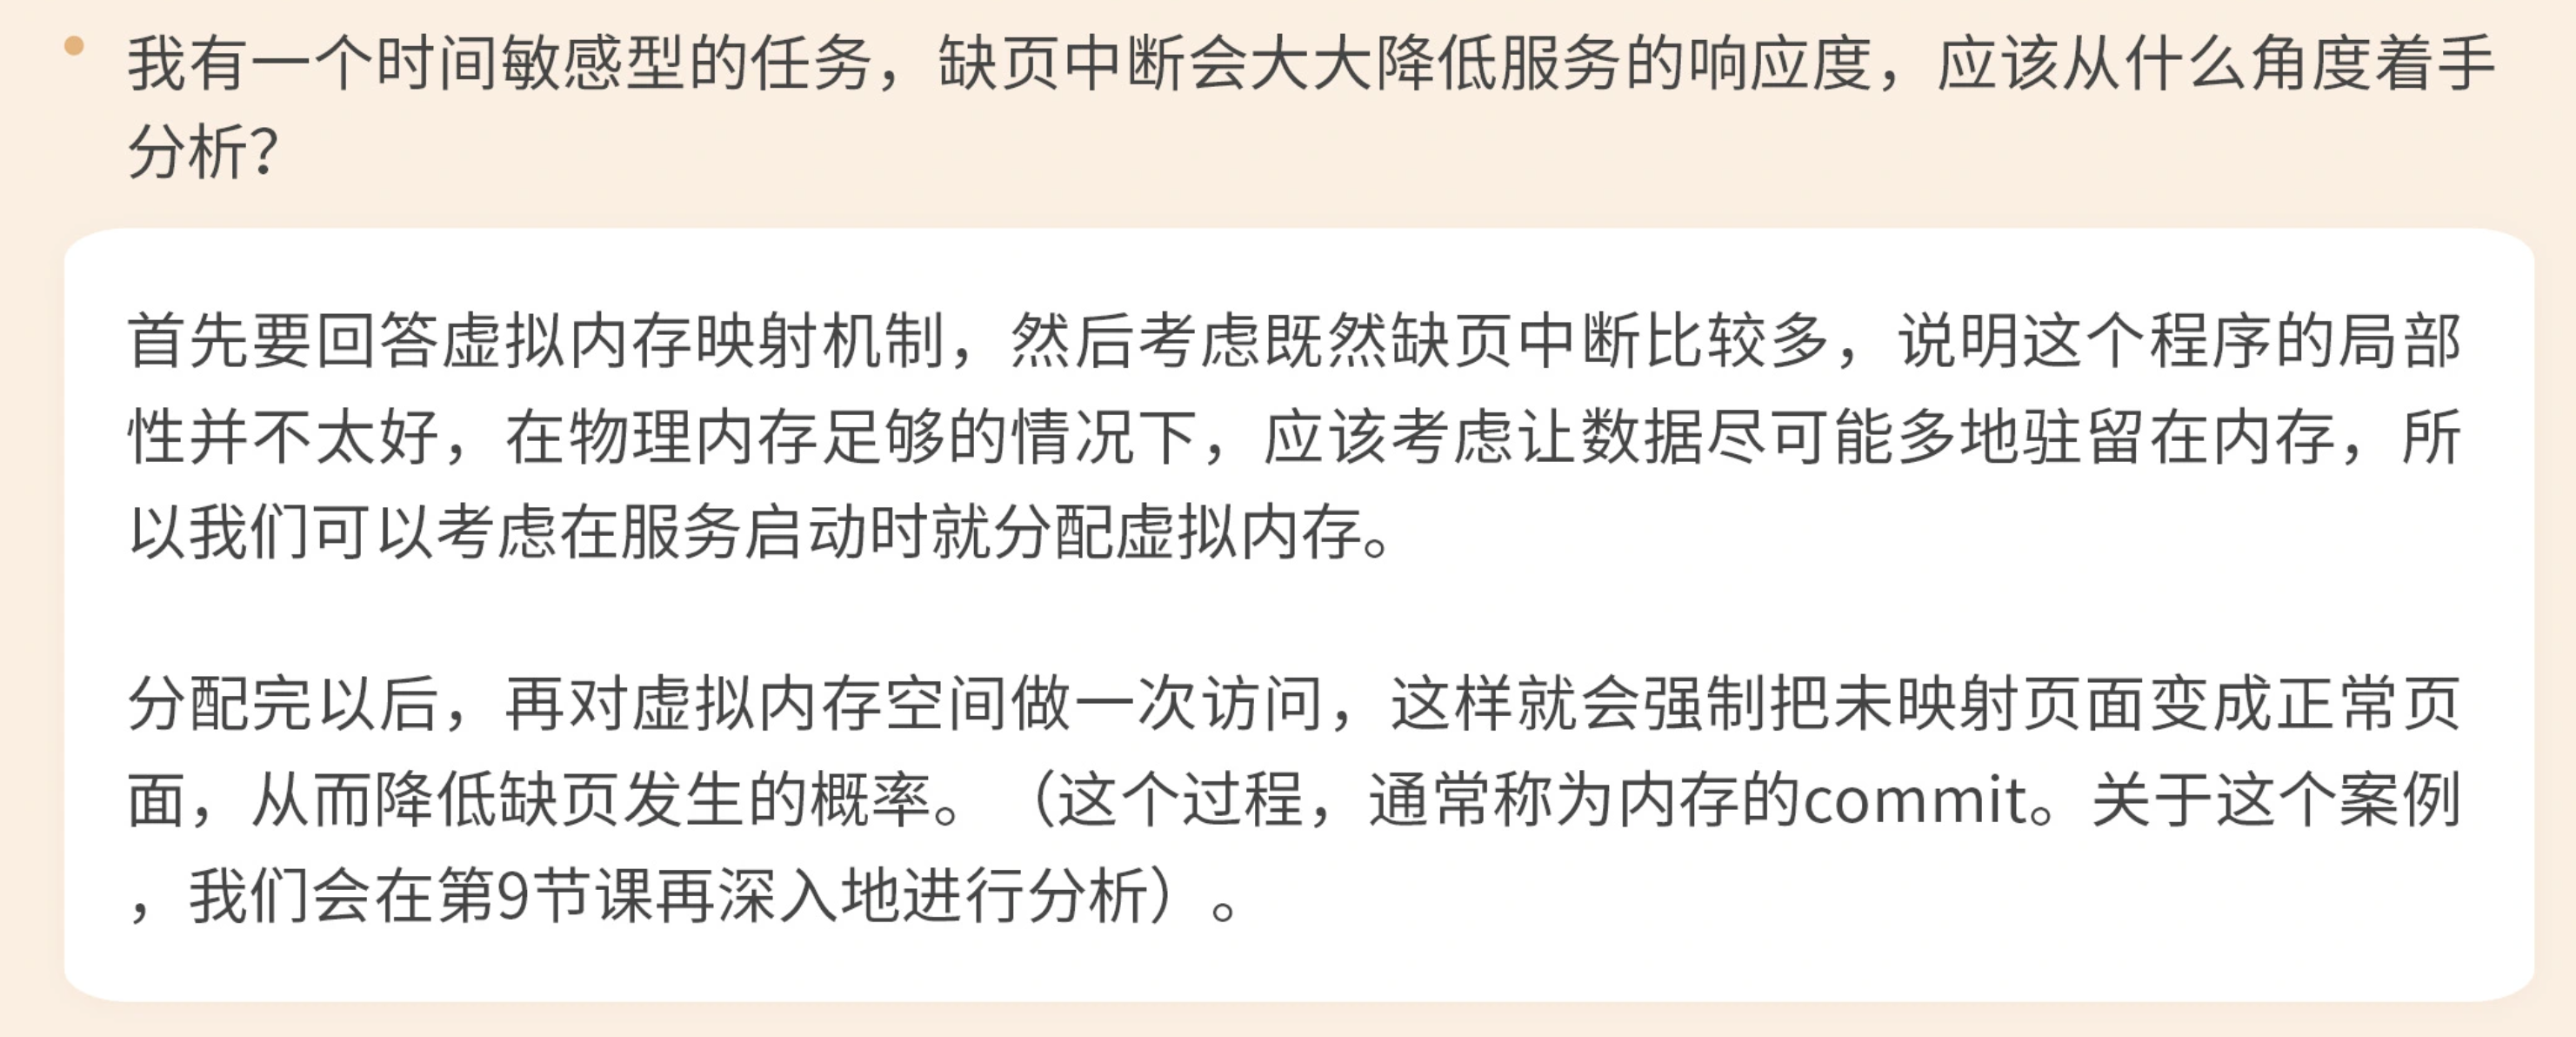 我有一个时间敏感型的任务，缺页中断会大大降低服务的响应度，应该从什么角度着手
分析？
首先要回答虚拟内存映射机制，然后考虑既然缺页中断比较多，说明这个程序的局部
性并不太好，在物理内存足够的情况下，应该考虑让数据尽可能多地驻留在内存，所
以我们可以考虑在服务启动时就分配虚拟内存。
分配完以后，再对虚拟内存空间做一次访问，这样就会强制把未映射页面变成正常页
面，从而降低缺页发生的概率。（这个过程，通常称为内存的commit。关于这个案例
，我们会在第9节课再深入地进行分析）。